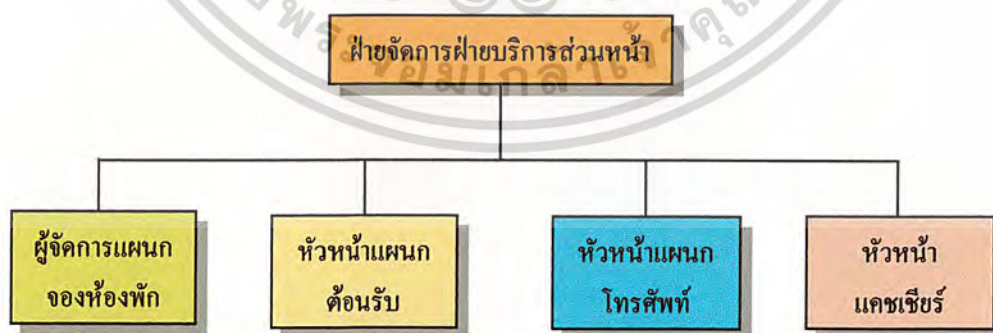 ฝ่ายจัดการฝ่ายบริการส่วนหน้า
ผู้จัดการแผนก
จองห้องพัก
หัวหน้าแผนก
ต้อนรับ
หัวหน้าแผนก
โทรศัพท์
หัวหน้า
แคชเชียร์